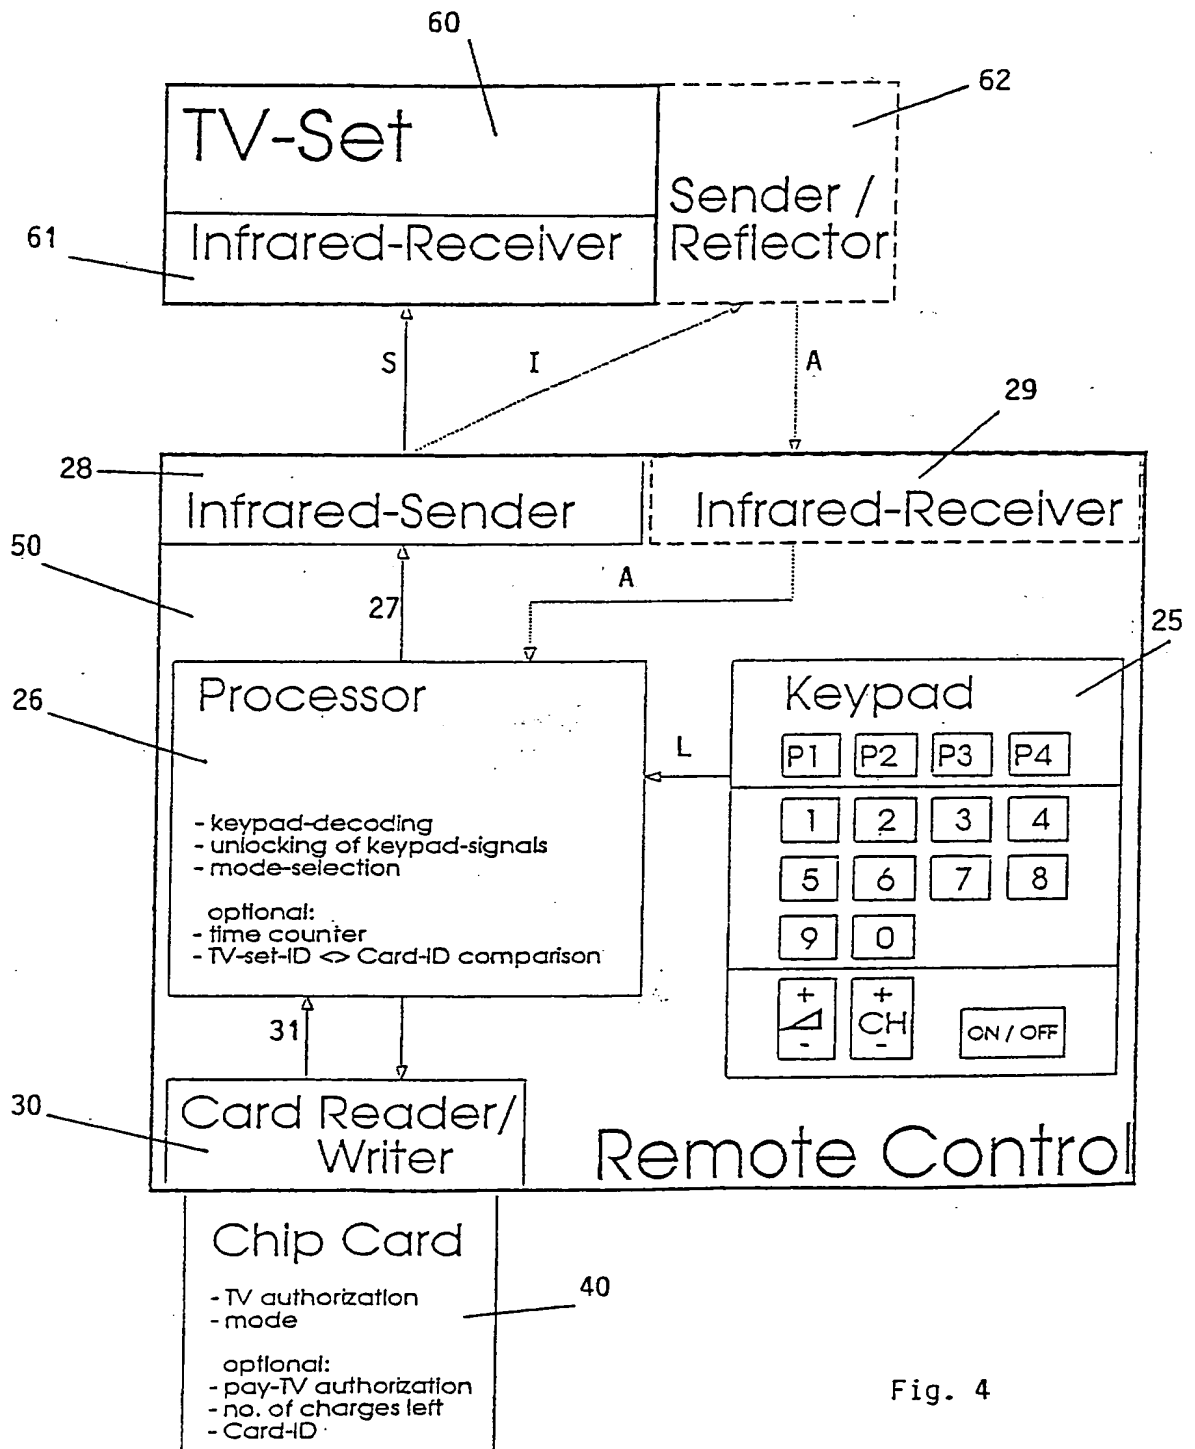 60
62
TV-Set
Sender /
Reflector
61
Infrared-Receiver
S
I
A
29
28
Infrared-Sender
Infrared-Receiver
50
A
27
25
26
Processor
Keypad
L
P1 P2 P3 P4
- keypad-decoding
- unlocking of keypad-signals
- mode-selection
optional:
- time counter
- TV-set-ID <> Card-ID comparison
1 2 3 4
5 6 7 8
9 0
+ +
CH
- -
ON / OFF
31
30
Card Reader/
Writer
Remote Control
Chip Card
40
- TV authorization
- mode
optional:
- pay-TV authorization
- no. of charges left
- Card-ID
Fig. 4